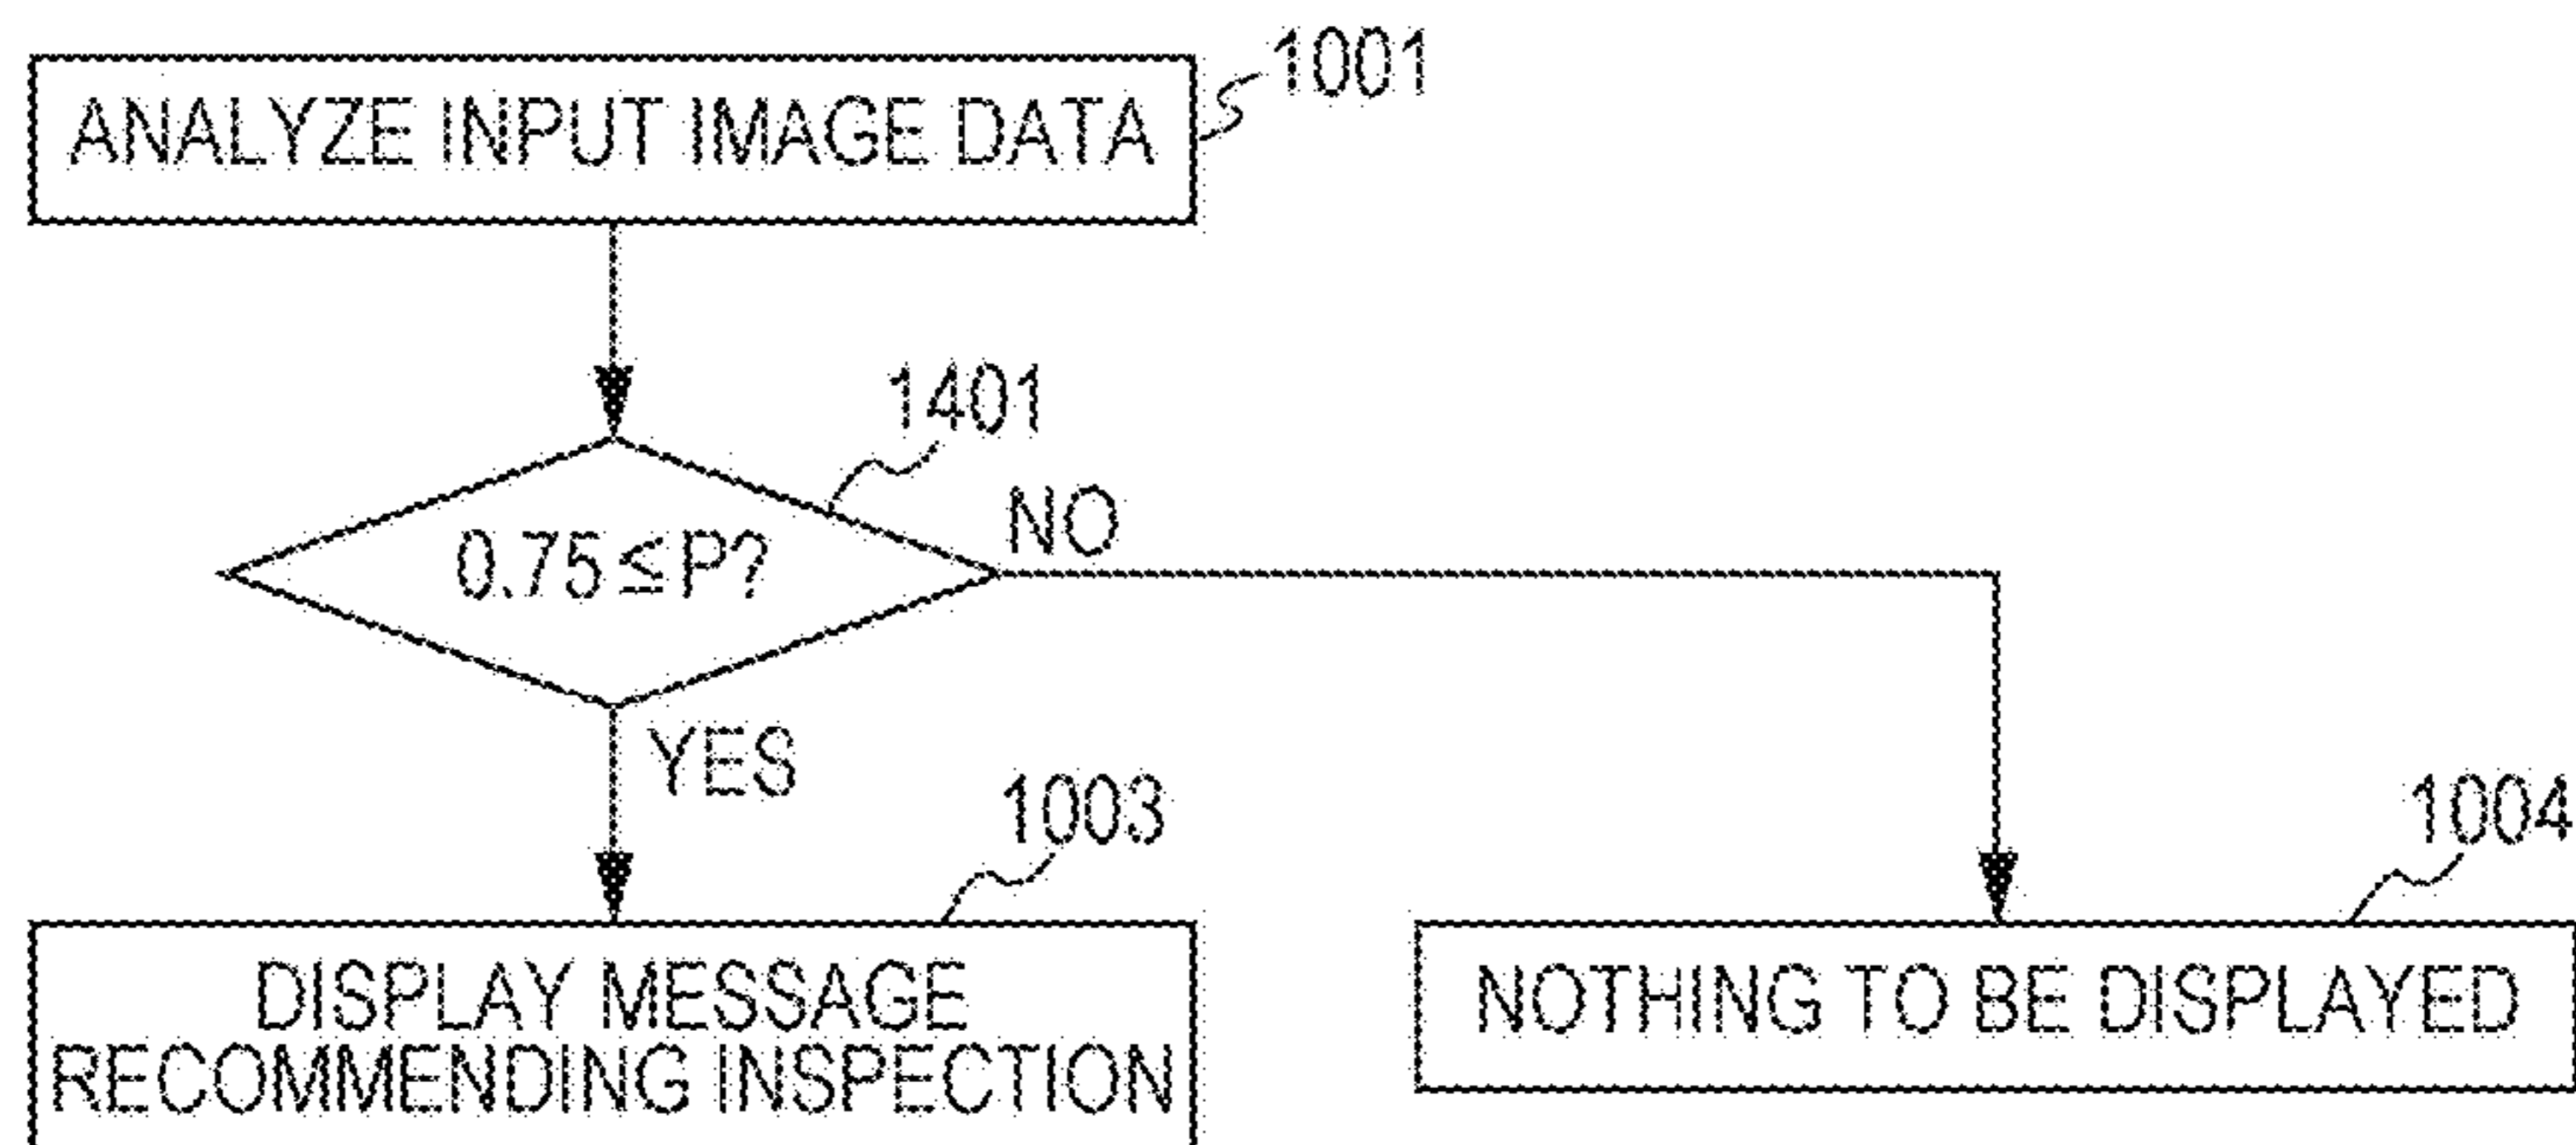 1001
ANALYZE INPUT IMAGE DATA
1401
NO
0.75≦P?
YES
1003
1004
DISPLAY MESSAGE
RECOMMENDING INSPECTION
NOTHING TO BE DISPLAYED